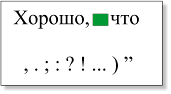 Хорошо, что
, . ; : ? ! ... ) ”